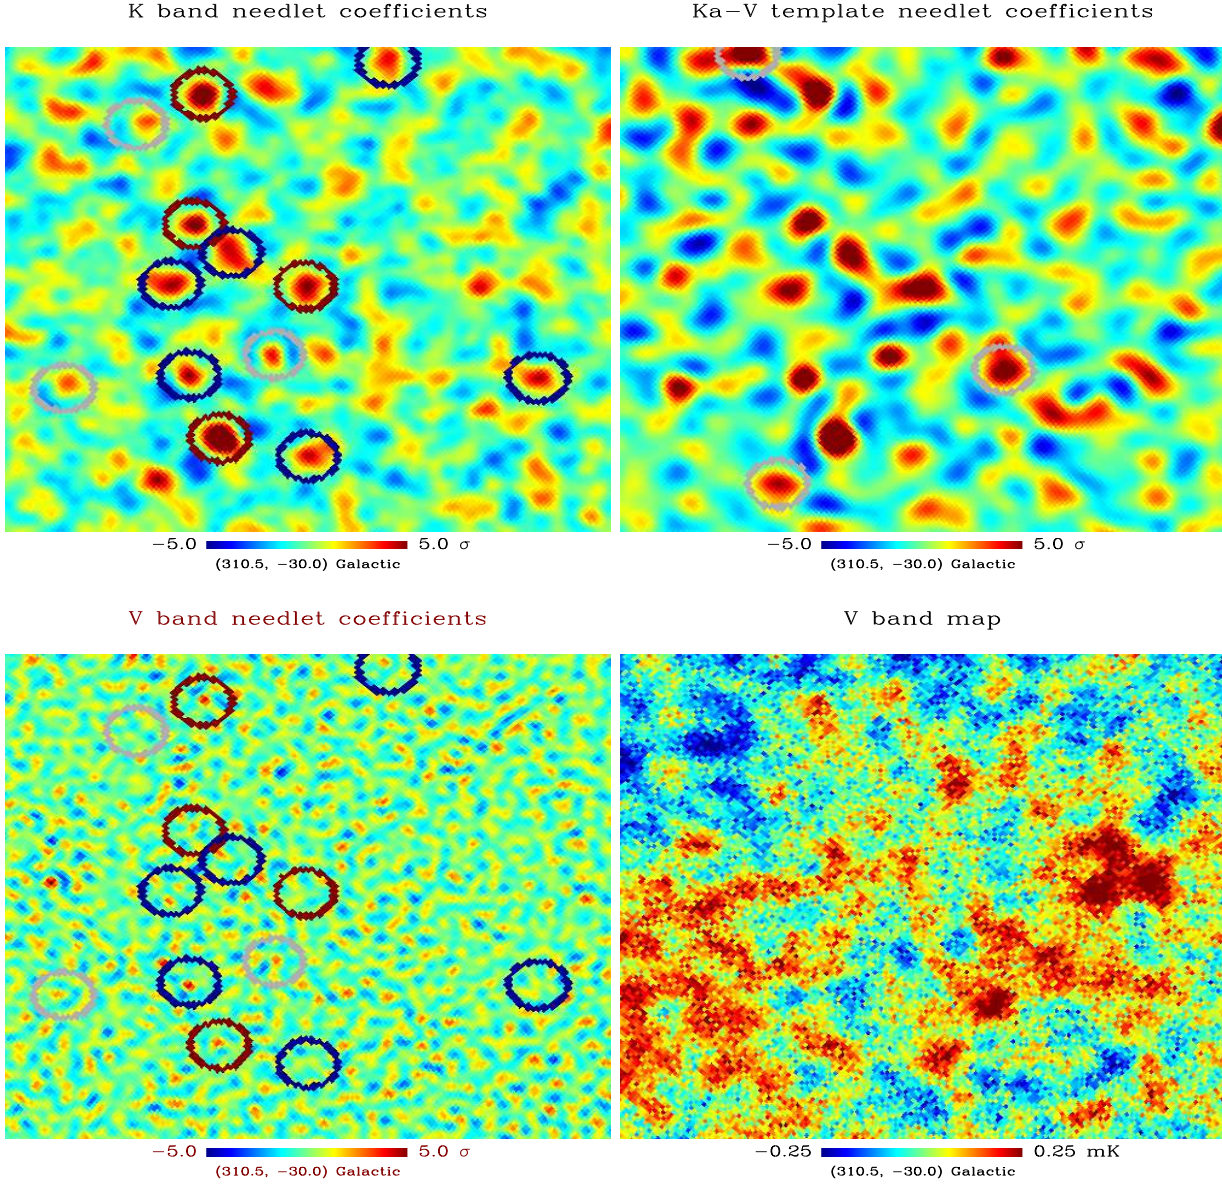 K band needlet coefficients
Ka−V template needlet coefficients
−5.0 5.0 σ
(310.5, −30.0) Galactic
−5.0 5.0 σ
(310.5, −30.0) Galactic
V band needlet coefficients
V band map
−5.0 5.0 σ
(310.5, −30.0) Galactic
−0.25 0.25 mK
(310.5, −30.0) Galactic